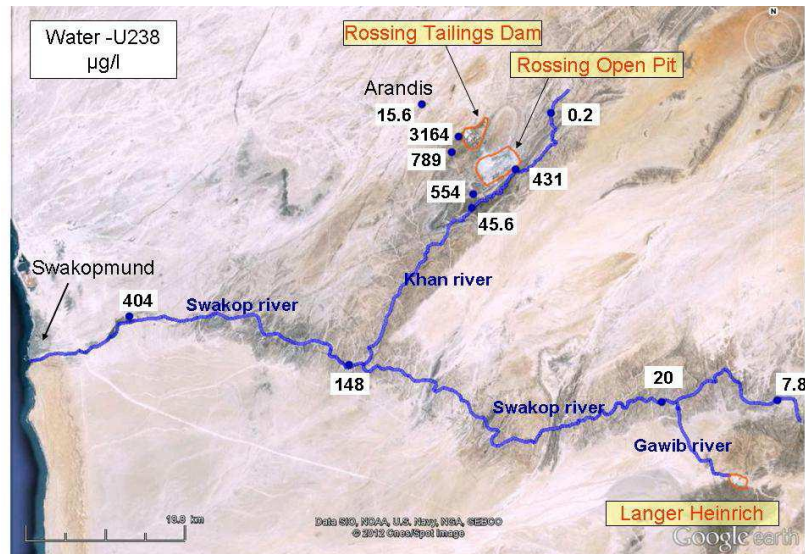 Water -U238
µg/l
Rossing Tailings Dam
Rossing Open Pit
Arandis
15.6
3164
789
0.2
431
554
45.6
Swakopmund
Khan river
404
Swakop river
148
20
7.8
Swakop river
Gawib river
Langer Heinrich
N
km
Data SIO, NOAA, U.S. Navy, NGA, GEBCO
© 2012 Cnes/Spot Image
Google earth